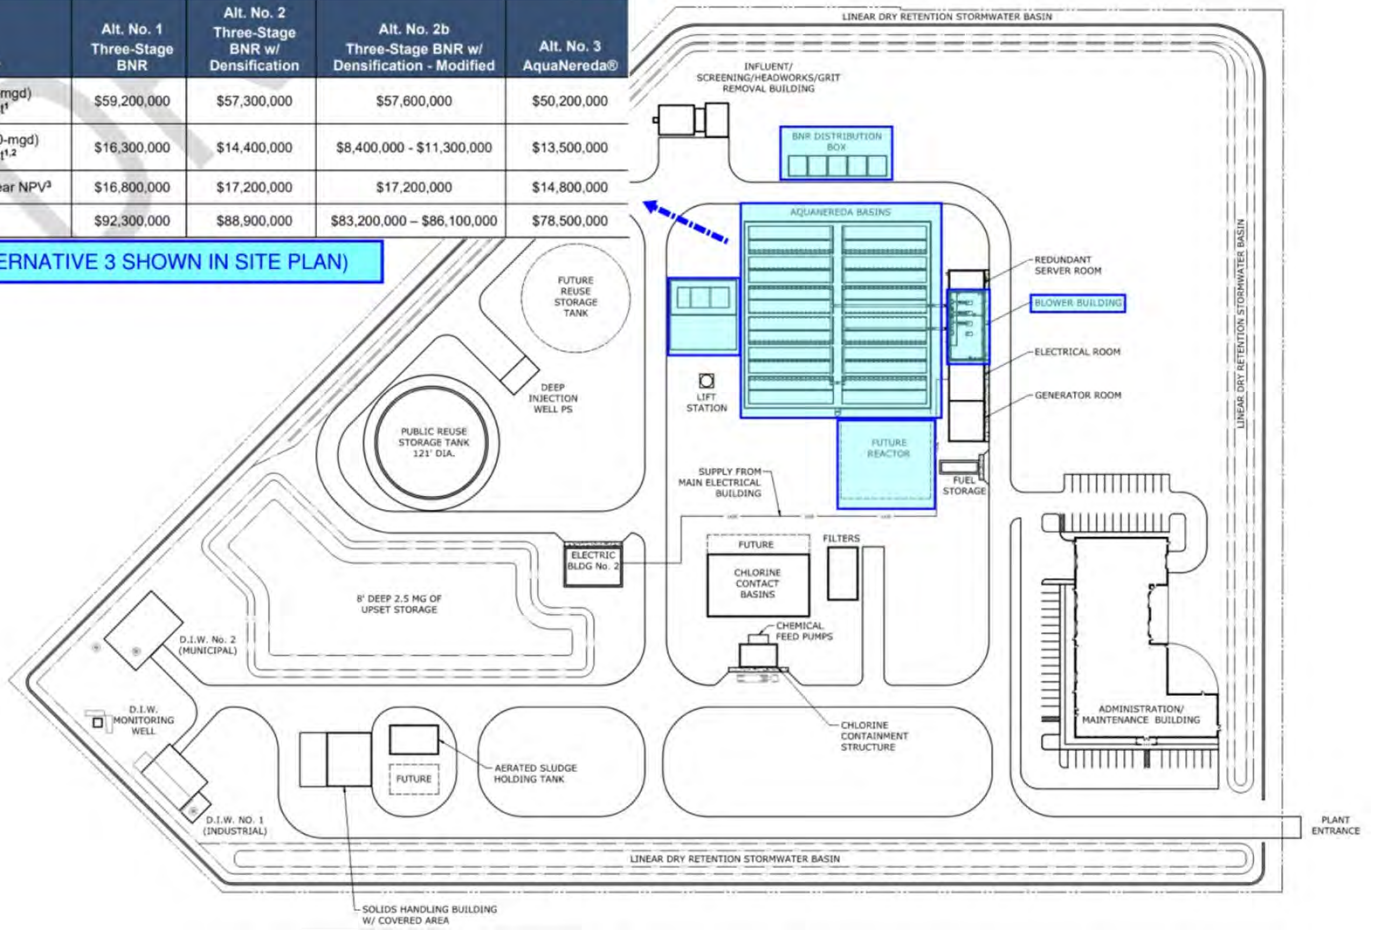 Alt. No. 1
Three-Stage
BNR
Alt. No. 2
Three-Stage
BNR w/
Densification
Alt. No. 2b
Three-Stage BNR w/
Densification - Modified
Alt. No. 3
AquaNereda®
mgd)
t¹
$59,200,000
$57,300,000
$57,600,000
$50,200,000
0-mgd)
t¹,²
$16,300,000
$14,400,000
$8,400,000 - $11,300,000
$13,500,000
ear NPV³
$16,800,000
$17,200,000
$17,200,000
$14,800,000
$92,300,000
$88,900,000
$83,200,000 – $86,100,000
$78,500,000
ERNATIVE 3 SHOWN IN SITE PLAN)
LINEAR DRY RETENTION STORMWATER BASIN
INFLUENT/
SCREENING/HEADWORKS/GRIT
REMOVAL BUILDING
BNR DISTRIBUTION
BOX
AQUANEREDA BASINS
REDUNDANT
SERVER ROOM
BLOWER BUILDING
ELECTRICAL ROOM
GENERATOR ROOM
LINEAR DRY RETENTION STORMWATER BASIN
FUTURE
REUSE
STORAGE
TANK
DEEP
INJECTION
WELL PS
LIFT
STATION
PUBLIC REUSE
STORAGE TANK
121' DIA.
FUTURE
REACTOR
SUPPLY FROM
MAIN ELECTRICAL
BUILDING
FUEL
STORAGE
ELECTRIC
BLDG No. 2
FUTURE
CHLORINE
CONTACT
BASINS
FILTERS
8' DEEP 2.5 MG OF
UPSET STORAGE
CHEMICAL
FEED PUMPS
D.I.W. No. 2
(MUNICIPAL)
D.I.W.
MONITORING
WELL
ADMINISTRATION/
MAINTENANCE BUILDING
CHLORINE
CONTAINMENT
STRUCTURE
AERATED SLUDGE
HOLDING TANK
FUTURE
D.I.W. NO. 1
(INDUSTRIAL)
PLANT
ENTRANCE
LINEAR DRY RETENTION STORMWATER BASIN
SOLIDS HANDLING BUILDING
W/ COVERED AREA